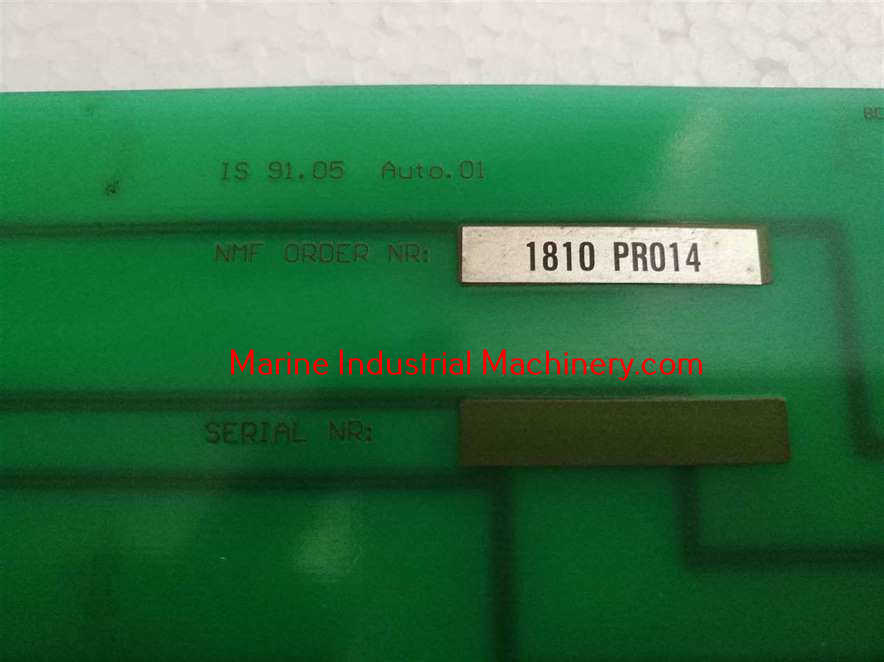 IS 91.05 Auto.01
NMF ORDER NR: 1810 PR014
Marine Industrial Machinery.com
SERIAL NR: